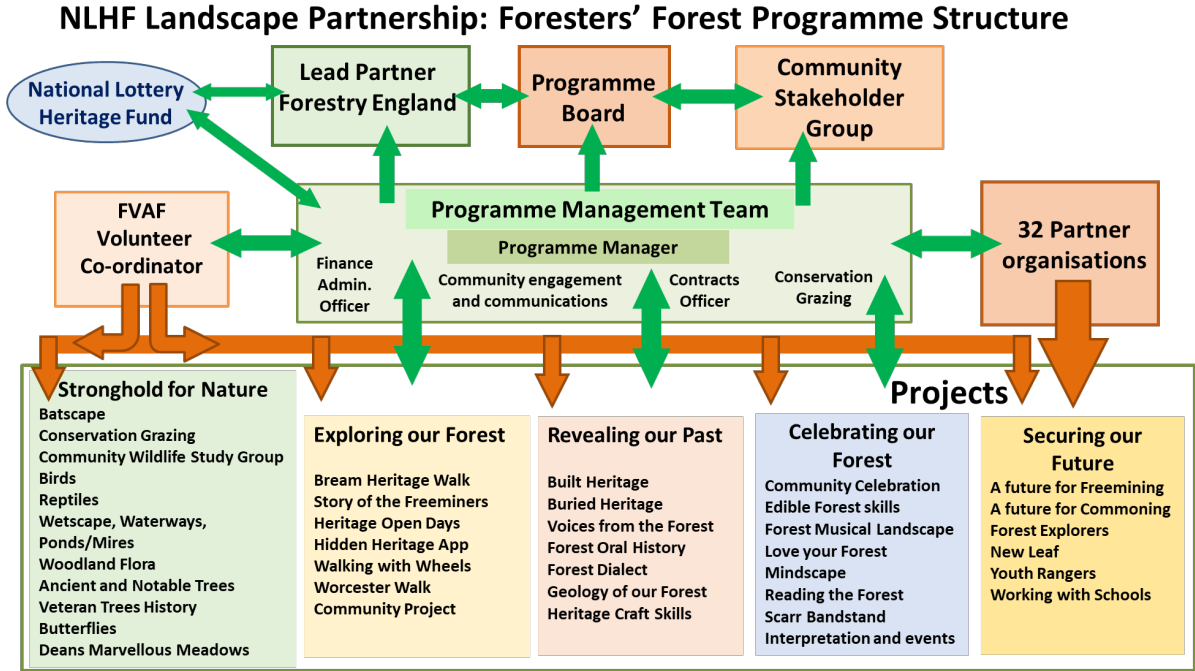 NLHF Landscape Partnership: Foresters’ Forest Programme Structure
National Lottery
Heritage Fund
Lead Partner
Forestry England
Programme
Board
Community
Stakeholder
Group
FVAF
Volunteer
Co-ordinator
Programme Management Team
Programme Manager
Finance
Admin.
Officer
Community engagement
and communications
Contracts
Officer
Conservation
Grazing
32 Partner
organisations
Projects
Stronghold for Nature
Batscape
Conservation Grazing
Community Wildlife Study Group
Birds
Reptiles
Wetscape, Waterways,
Ponds/Mires
Woodland Flora
Ancient and Notable Trees
Veteran Trees History
Butterflies
Deans Marvellous Meadows
Exploring our Forest
Bream Heritage Walk
Story of the Freeminers
Heritage Open Days
Hidden Heritage App
Walking with Wheels
Worcester Walk
Community Project
Revealing our Past
Built Heritage
Buried Heritage
Voices from the Forest
Forest Oral History
Forest Dialect
Geology of our Forest
Heritage Craft Skills
Celebrating our
Forest
Community Celebration
Edible Forest skills
Forest Musical Landscape
Love your Forest
Mindscape
Reading the Forest
Scarr Bandstand
Interpretation and events
Securing our
Future
A future for Freemining
A future for Commoning
Forest Explorers
New Leaf
Youth Rangers
Working with Schools